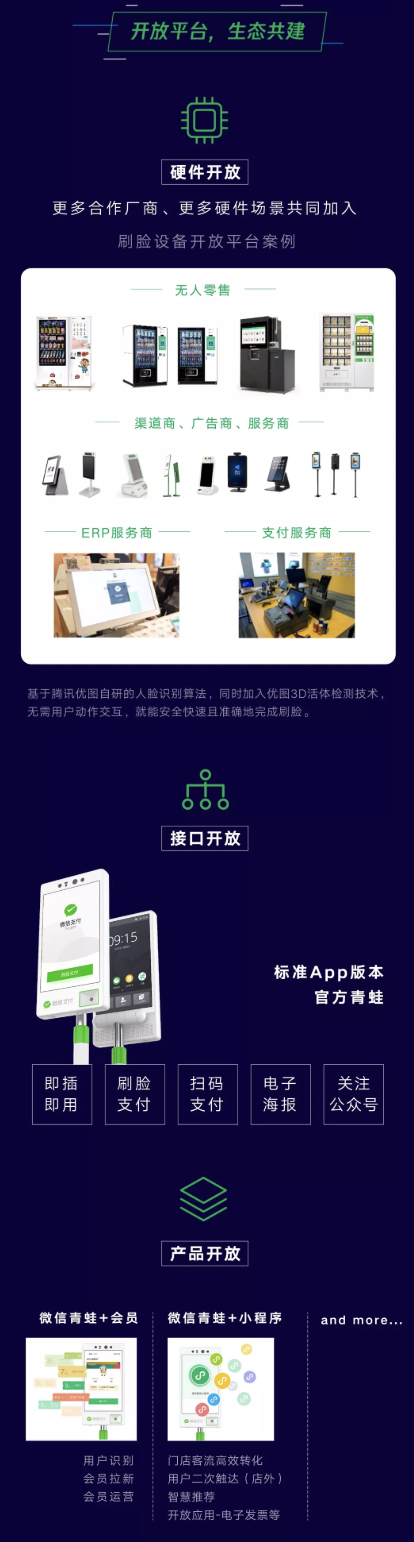 开放平台，生态共建
硬件开放
更多合作厂商、更多硬件场景共同加入
刷脸设备开放平台案例
无人零售
渠道商、广告商、服务商
ERP服务商
支付服务商
基于腾讯优图自研的人脸识别算法，同时加入优图3D活体检测技术，
无需用户动作交互，就能安全快速且准确地完成刷脸。
接口开放
微信支付
09:15
刷脸支付
微信支付
标准App版本
官方青蛙
即插
即用
刷脸
支付
扫码
支付
电子
海报
关注
公众号
产品开放
微信青蛙+会员
用户识别
会员拉新
会员运营
微信青蛙+小程序
门店客流高效转化
用户二次触达（店外）
智慧推荐
开放应用-电子发票等
and more...